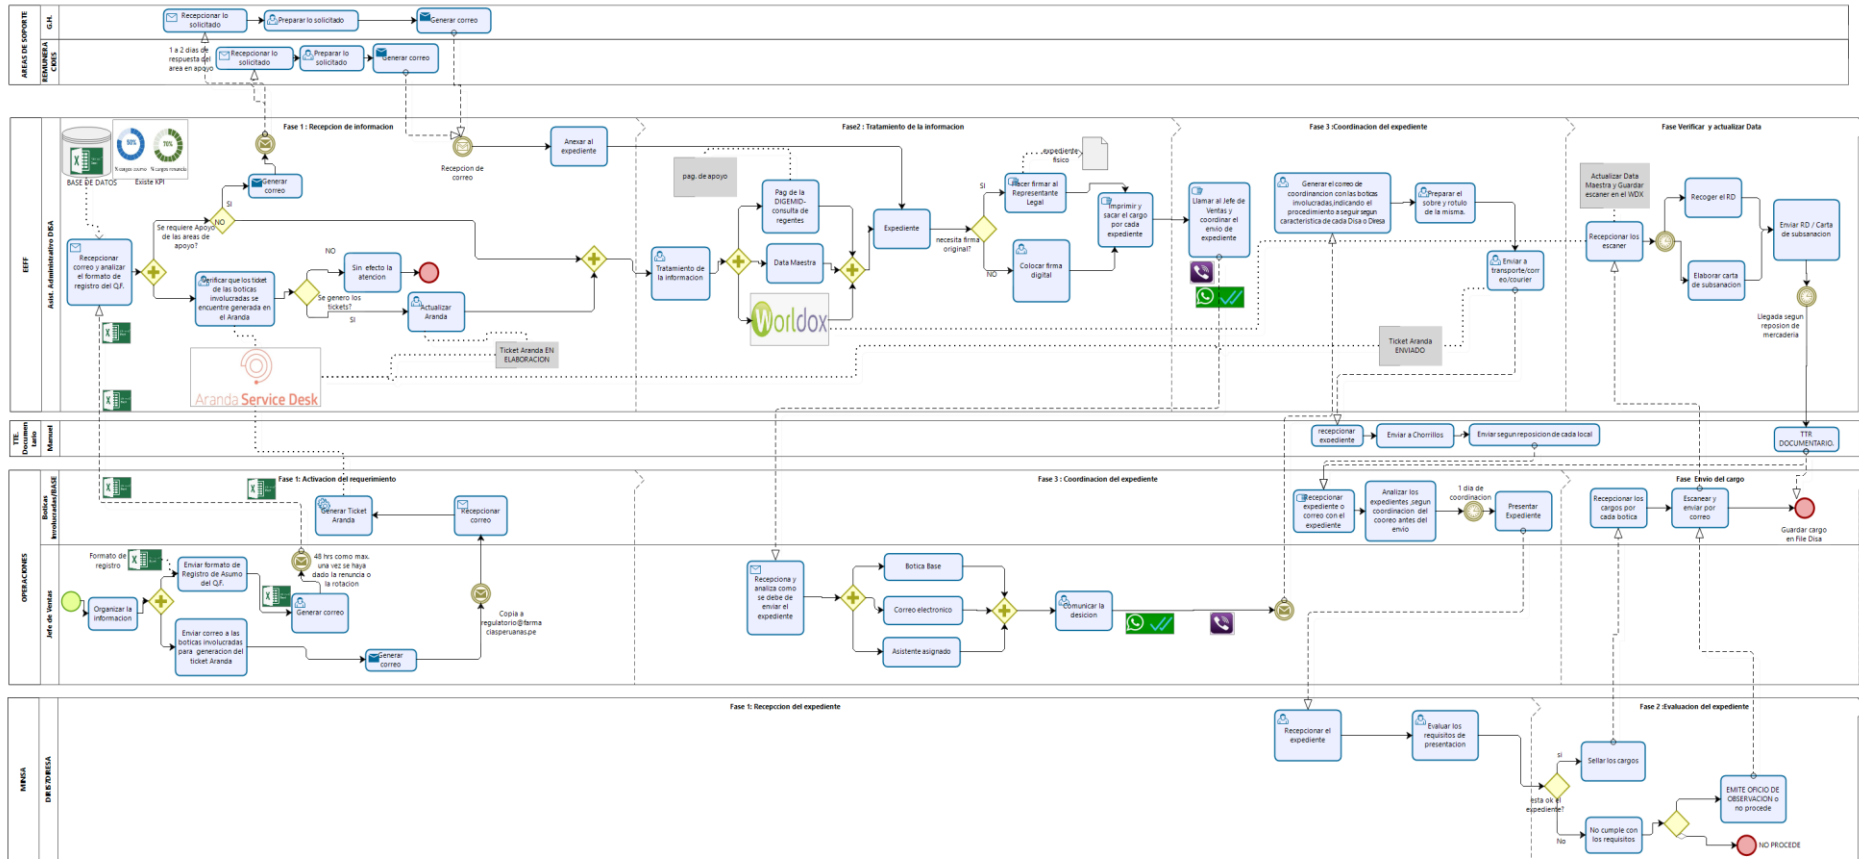 AREAS DE SOPORTE
G.H.
Recepcionar lo
solicitado
Preparar lo solicitado
Generar correo
REMUNERA
CIONES
1 a 2 dias de
respuesta del
area en apoyo
Recepcionar lo
solicitado
Preparar lo
solicitado
Generar correo
EEFF
Asist. Administrativo DISA
Fase 1 : Recepcion de informacion
Fase2 : Tratamiento de la informacion
Fase 3 :Coordinacion del expediente
Fase Verificar y actualizar Data
50%
70%
BASE DE DATOS
Existe KPI
Generar
correo
SI
NO
Se requiere Apoyo
de las areas de
apoyo?
Recepcion de
correo
Anexar al
expediente
Recepcionar
correo y analizar
el formato de
registro del Q.F.
Verificar que los ticket
de las boticas
involucradas se
encuentre generada en
el Aranda
NO
Se genero los
tickets?
SI
Sin efecto la
atencion
Actualizar
Aranda
Ticket Aranda EN
ELABORACION
Aranda Service Desk
Tratamiento de
la informacion
pag. de apoyo
Pag de la
DIGEMID-
consulta de
regentes
Data Maestra
Worldox
Expediente
necesita firma
original?
SI
NO
expediente
fisico
Hacer firmar al
Representante
Legal
Colocar firma
digital
Imprimir y
sacar el cargo
por cada
expediente
Llamar al Jefe de
Ventas y
coordinar el
envio de
expediente
Generar el correo de
coordinancion con las boticas
involucradas,indicando el
procedimiento a seguir segun
caracteristica de cada Disa o Diresa
Preparar el
sobre y rotulo
de la misma.
Enviar a
transporte/corr
eo/courier
Ticket Aranda
ENVIADO
Actualizar Data
Maestra y Guardar
escaner en el WDX
Recepcionar los
escaner
Recoger el RD
Elaborar carta
de subsanacion
Enviar RD / Carta
de subsanacion
Llegada segun
reposion de
mercaderia
TTE.
Documen
tario
Manuel
recepcionar
expediente
Enviar a Chorrillos
Enviar segun reposicion de cada local
TTR
DOCUMENTARIO.
OPERACIONES
Boticas
involucradas/BASE
Fase 1: Activacion del requerimiento
Fase 3 : Coordinacion del expediente
Fase Envio del cargo
Generar Ticket
Aranda
Recepcionar
correo
Recepcionar
expediente o
correo con el
expediente
Analizar los
expedientes ,segun
coordinacion del
cooreo antes del
envio
1 dia de
coordinacion
Presentar
Expediente
Recepcionar los
cargos por
cada botica
Escanear y
enviar por
correo
Guardar cargo
en File Disa
Jefe de Ventas
Formato de
registro
Organizar la
informacion
Enviar formato de
Registro de Asumo
del Q.F.
48 hrs como max.
una vez se haya
dado la renuncia o
la rotacion
Generar correo
Enviar correo a las
boticas involucradas
para generacion del
ticket Aranda
Generar
correo
Copia a
regulatorio@farma
ciasperuanas.pe
Recepciona y
analiza como
se debe de
enviar el
expediente
Botica Base
Correo electronico
Asistente asignado
Comunicar la
desicion
MINSA
DIRIS?DIRESA
Fase 1: Recepccion del expediente
Fase 2 :Evaluacion del expediente
Recepcionar el
expediente
Evaluar los
requisitos de
presentacion
si
esta ok el
expediente?
No
Sellar los cargos
No cumple con
los requisitos
EMITE OFICIO DE
OBSERVACION o
no procede
NO PROCEDE